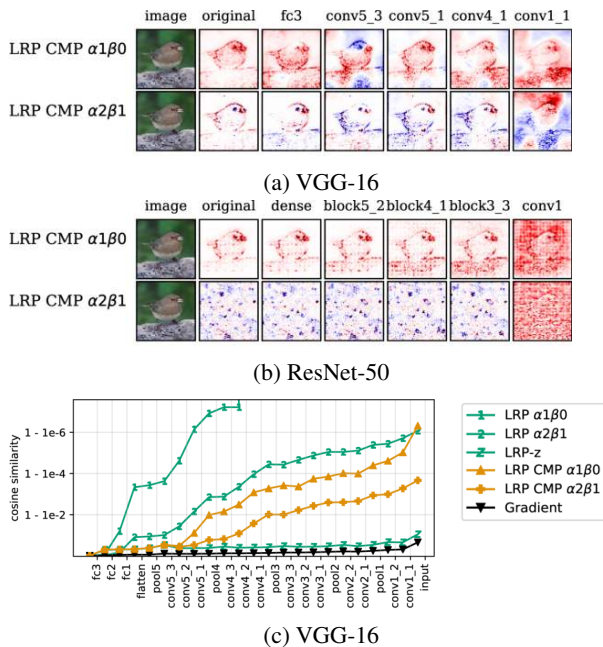 image original fc3 conv5_3 conv5_1 conv4_1 conv1_1
LRP CMP α1β0
LRP CMP α2β1
(a) VGG-16
image original dense block5_2 block4_1 block3_3 conv1
LRP CMP α1β0
LRP CMP α2β1
(b) ResNet-50
cosine similarity
1 - 1e-6
1 - 1e-4
1 - 1e-2
fc3
fc2
fc1
flatten
pool5
conv5_3
conv5_2
conv5_1
pool4
conv4_3
conv4_2
conv4_1
pool3
conv3_3
conv3_2
conv3_1
pool2
conv2_2
conv2_1
pool1
conv1_2
conv1_1
input
LRP α1β0
LRP α2β1
LRP-z
LRP CMP α1β0
LRP CMP α2β1
Gradient
(c) VGG-16